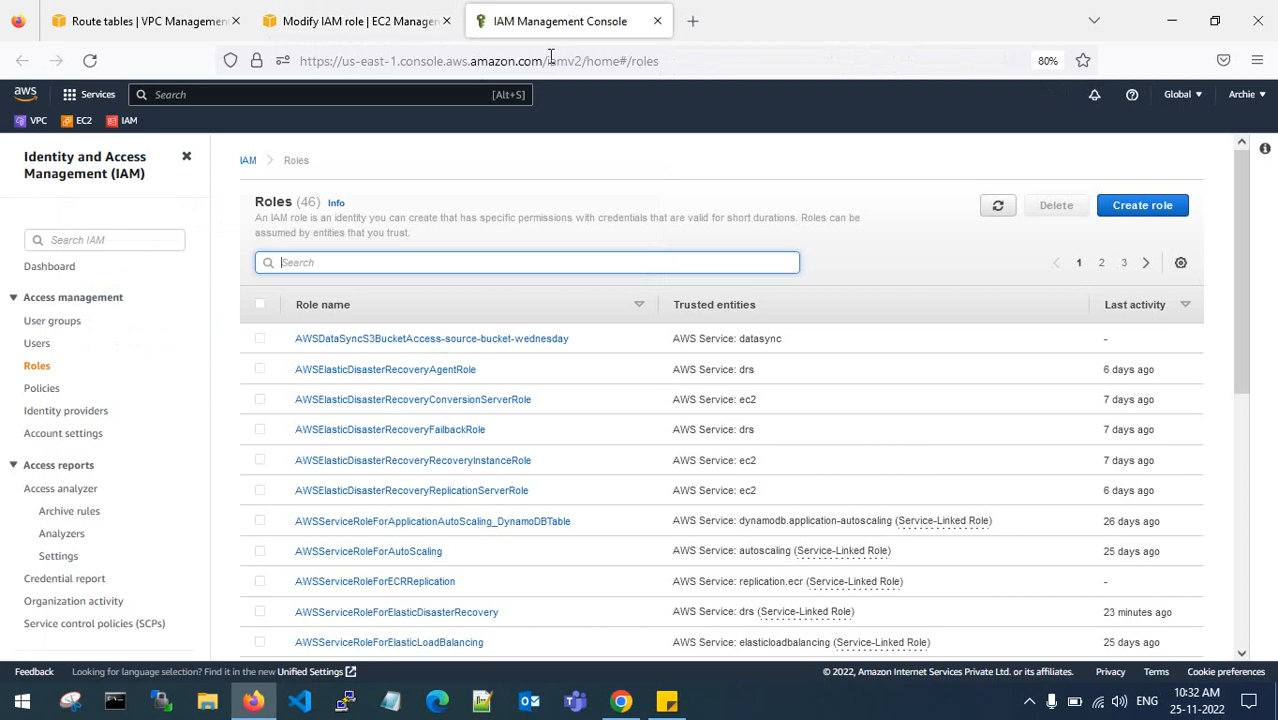 Route tables | VPC Management
Modify IAM role | EC2 Manager
IAM Management Console
https://us-east-1.console.aws.amazon.com/iamv2/home#/roles
80%
aws
Services
Search
[Alt+S]
Global
Archie
VPC
EC2
IAM
Identity and Access
Management (IAM)
Search IAM
Dashboard
Access management
User groups
Users
Roles
Policies
Identity providers
Account settings
Access reports
Access analyzer
Archive rules
Analyzers
Settings
Credential report
Organization activity
Service control policies (SCPs)
IAM
Roles
Roles (46)
Info
An IAM role is an identity you can create that has specific permissions with credentials that are valid for short durations. Roles can be
assumed by entities that you trust.
Delete
Create role
Search
1 2 3
Role name Trusted entities Last activity
AWSDataSyncS3BucketAccess-source-bucket-wednesday AWS Service: datasync -
AWSElasticDisasterRecoveryAgentRole AWS Service: drs 6 days ago
AWSElasticDisasterRecoveryConversionServerRole AWS Service: ec2 7 days ago
AWSElasticDisasterRecoveryFailbackRole AWS Service: drs 7 days ago
AWSElasticDisasterRecoveryRecoveryInstanceRole AWS Service: ec2 7 days ago
AWSElasticDisasterRecoveryReplicationServerRole AWS Service: ec2 6 days ago
AWSServiceRoleForApplicationAutoScaling_DynamoDBTable AWS Service: dynamodb.application-autoscaling (Service-Linked Role) 26 days ago
AWSServiceRoleForAutoScaling AWS Service: autoscaling (Service-Linked Role) 25 days ago
AWSServiceRoleForECRReplication AWS Service: replication.ecr (Service-Linked Role) -
AWSServiceRoleForElasticDisasterRecovery AWS Service: drs (Service-Linked Role) 23 minutes ago
AWSServiceRoleForElasticLoadBalancing AWS Service: elasticloadbalancing (Service-Linked Role) 25 days ago
Feedback
Looking for language selection? Find it in the new Unified Settings
© 2022, Amazon Internet Services Private Ltd. or its affiliates.
Privacy
Terms
Cookie preferences
ENG
10:32 AM
25-11-2022